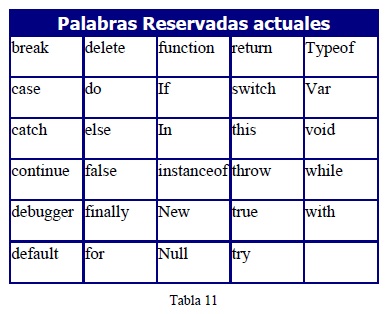 Palabras Reservadas actuales
break delete function return Typeof
case do If switch Var
catch else In this void
continue false instanceof throw while
debugger finally New true with
default for Null try
Tabla 11